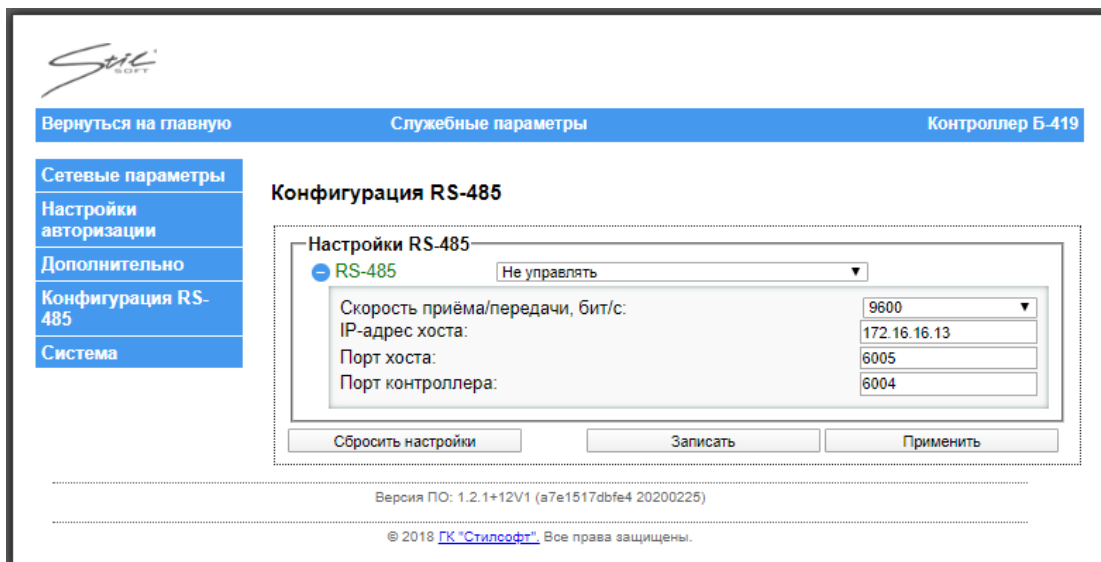 Stil
SOFT
Вернуться на главную Служебные параметры Контроллер Б-419
Сетевые параметры
Настройки
авторизации
Дополнительно
Конфигурация RS-
485
Система
Конфигурация RS-485
Настройки RS-485
RS-485 Не управлять
Скорость приёма/передачи, бит/с: 9600
IP-адрес хоста: 172.16.16.13
Порт хоста: 6005
Порт контроллера: 6004
Сбросить настройки Записать Применить
Версия ПО: 1.2.1+12V1 (a7e1517dbfe4 20200225)
© 2018 ГК "Стилсофт". Все права защищены.